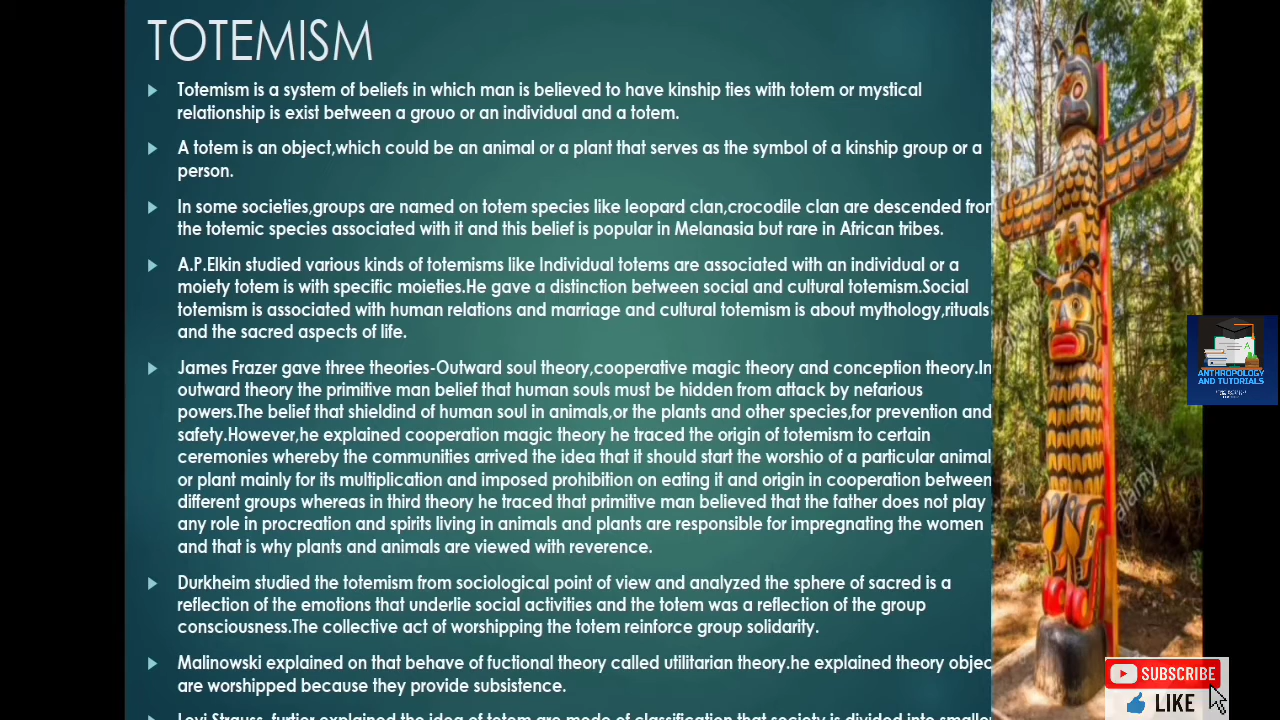 TOTEMISM
Totemism is a system of beliefs in which man is believed to have kinship ties with totem or mystical
relationship is exist between a grouo or an individual and a totem.
A totem is an object,which could be an animal or a plant that serves as the symbol of a kinship group or a
person.
In some societies,groups are named on totem species like leopard clan,crocodile clan are descended from
the totemic species associated with it and this belief is popular in Melanasia but rare in African tribes.
A.P.Elkin studied various kinds of totemisms like Individual totems are associated with an individual or a
moiety totem is with specific moieties.He gave a distinction between social and cultural totemism.Social
totemism is associated with human relations and marriage and cultural totemism is about mythology,rituals
and the sacred aspects of life.
James Frazer gave three theories-Outward soul theory,cooperative magic theory and conception theory.In
outward theory the primitive man belief that human souls must be hidden from attack by nefarious
powers.The belief that shieldind of human soul in animals,or the plants and other species,for prevention and
safety.However,he explained cooperation magic theory he traced the origin of totemism to certain
ceremonies whereby the communities arrived the idea that it should start the worshio of a particular animal
or plant mainly for its multiplication and imposed prohibition on eating it and origin in cooperation between
different groups whereas in third theory he traced that primitive man believed that the father does not play
any role in procreation and spirits living in animals and plants are responsible for impregnating the women
and that is why plants and animals are viewed with reverence.
Durkheim studied the totemism from sociological point of view and analyzed the sphere of sacred is a
reflection of the emotions that underlie social activities and the totem was a reflection of the group
consciousness.The collective act of worshipping the totem reinforce group solidarity.
Malinowski explained on that behave of fuctional theory called utilitarian theory.he explained theory objec
are worshipped because they provide subsistence.
Levi Strauss furtier explained the idea of totem are mode of classification that society is divided into smaller
alamy
alamy
ANTHROPOLOGY
AND TUTORIALS
SUBSCRIBE
LIKE